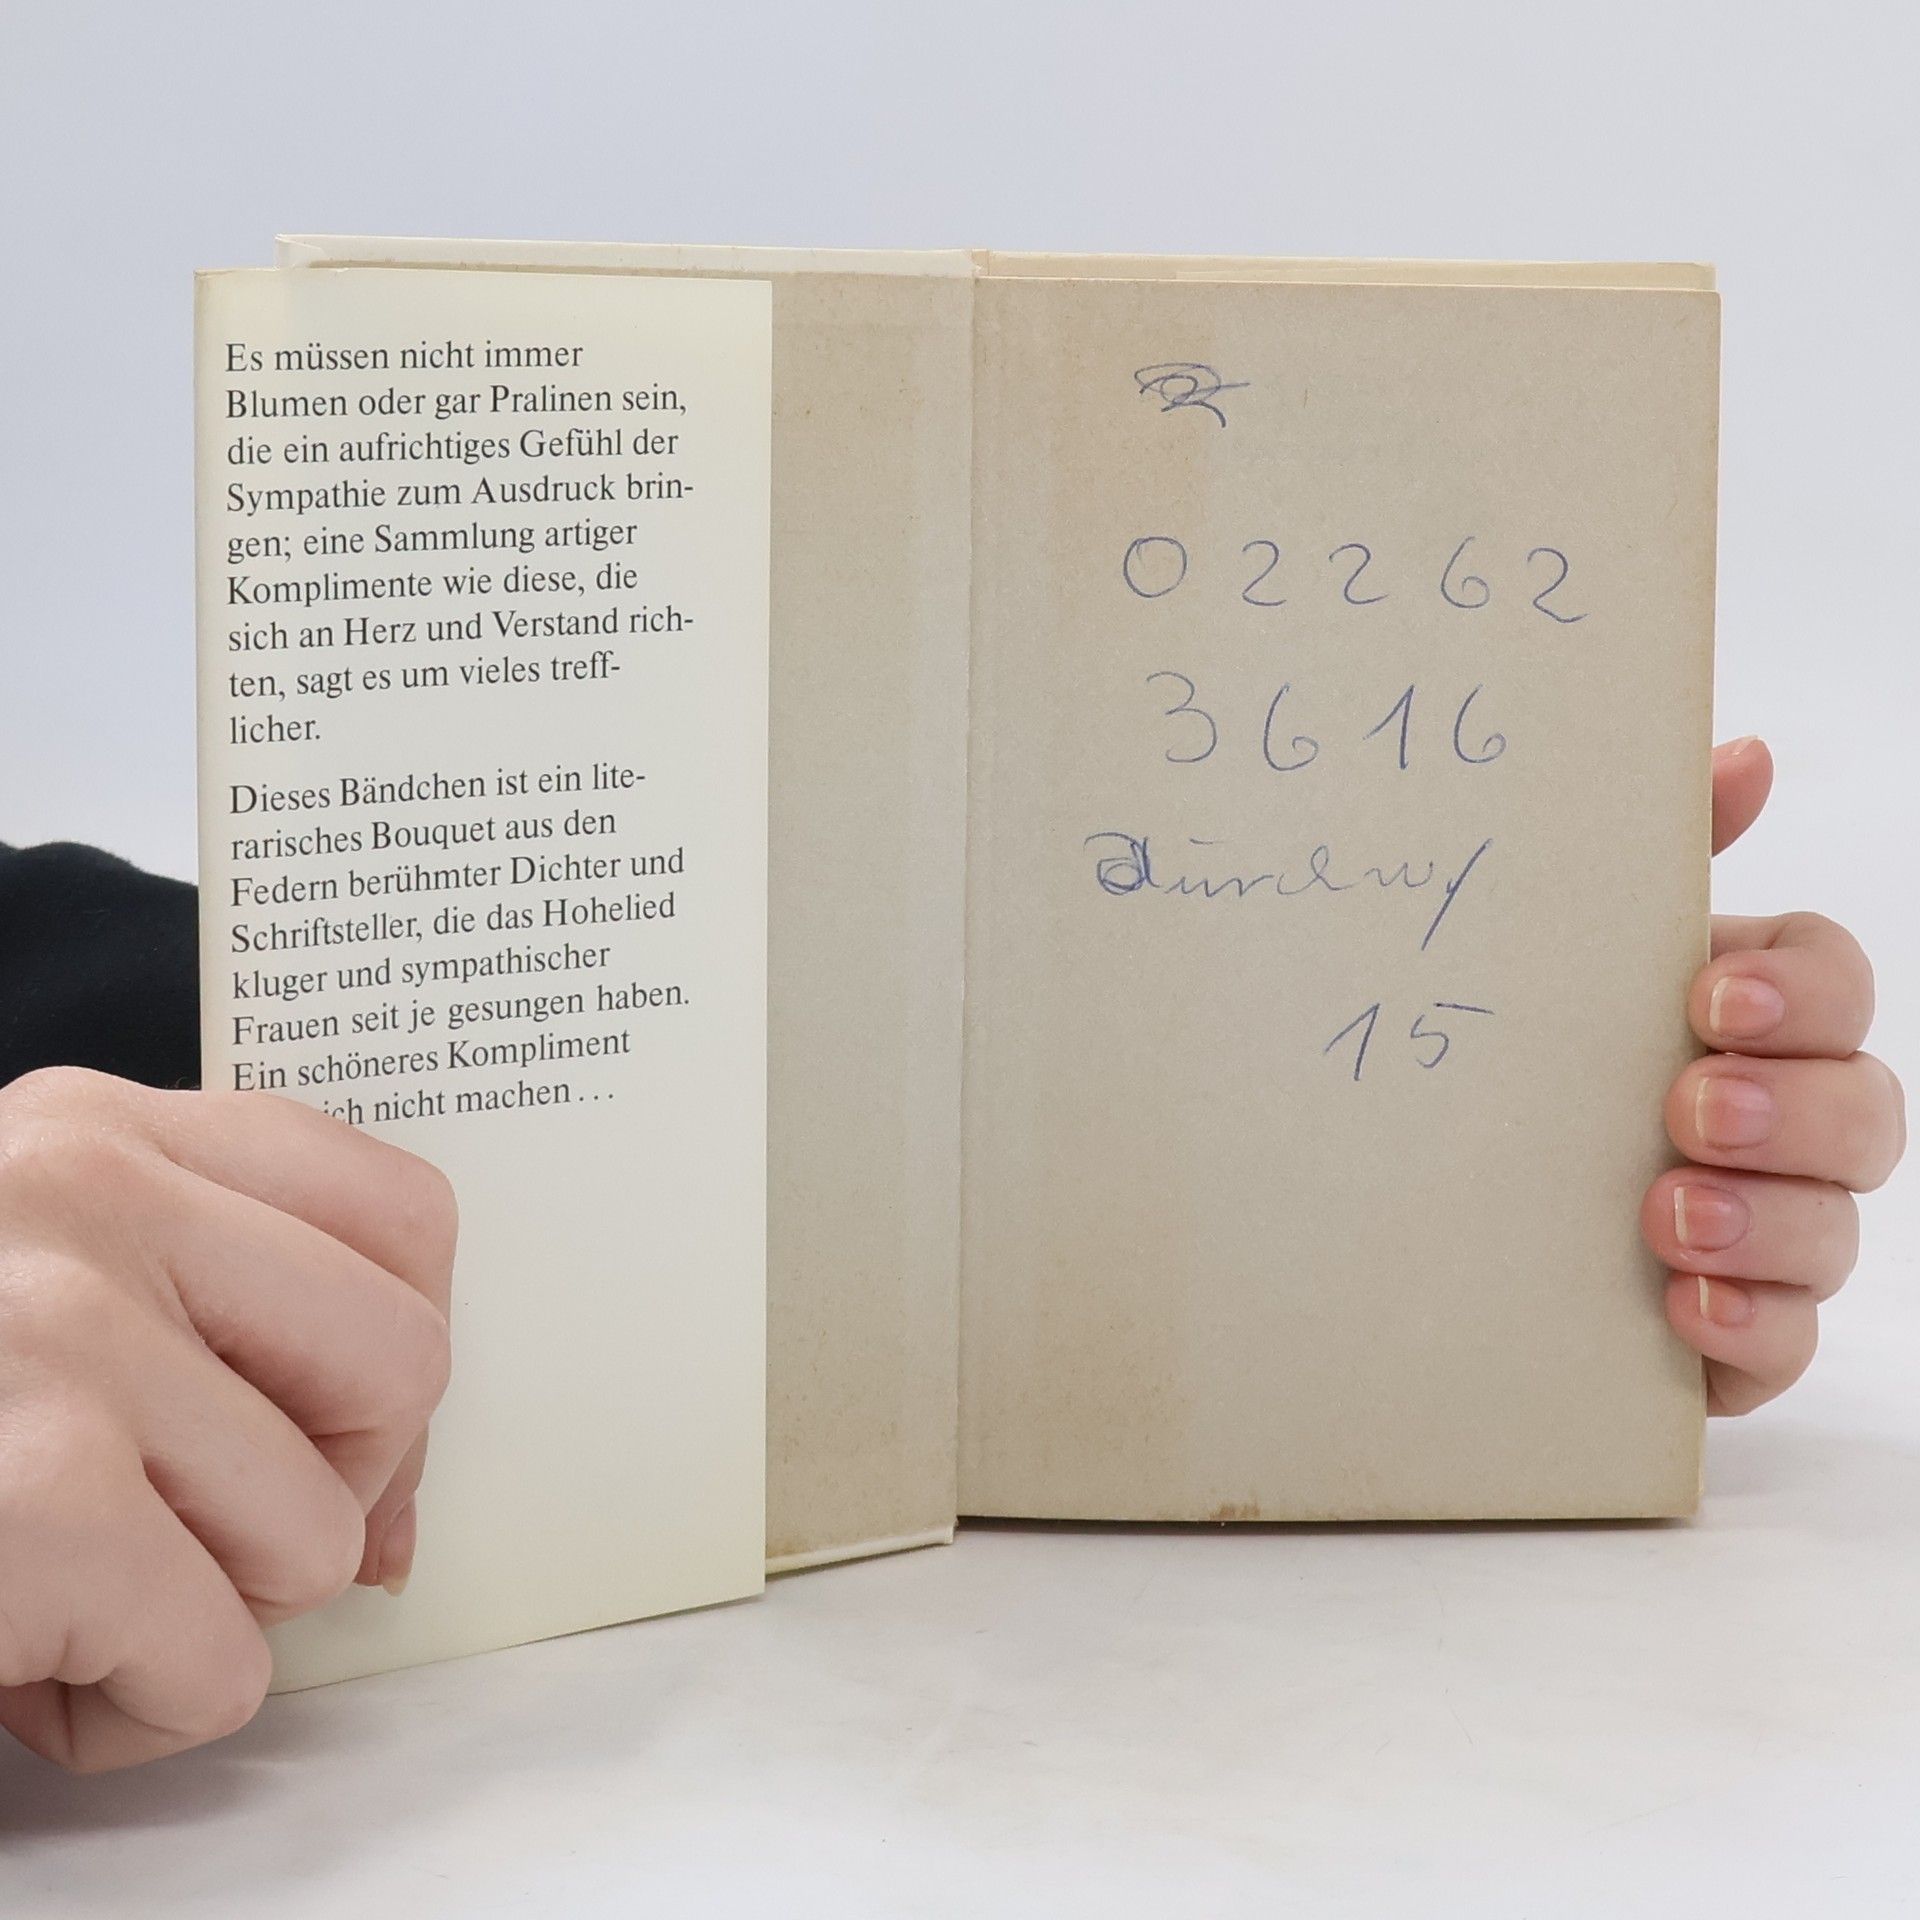 Es müssen nicht immer
Blumen oder gar Pralinen sein,
die ein aufrichtiges Gefühl der
Sympathie zum Ausdruck brin-
gen; eine Sammlung artiger
Komplimente wie diese, die
sich an Herz und Verstand rich-
ten, sagt es um vieles treff-
licher.
Dieses Bändchen ist ein lite-
rarisches Bouquet aus den
Federn berühmter Dichter und
Schriftsteller, die das Hohelied
kluger und sympathischer
Frauen seit je gesungen haben.
Ein schöneres Kompliment
nicht machen...
02262
3616
15